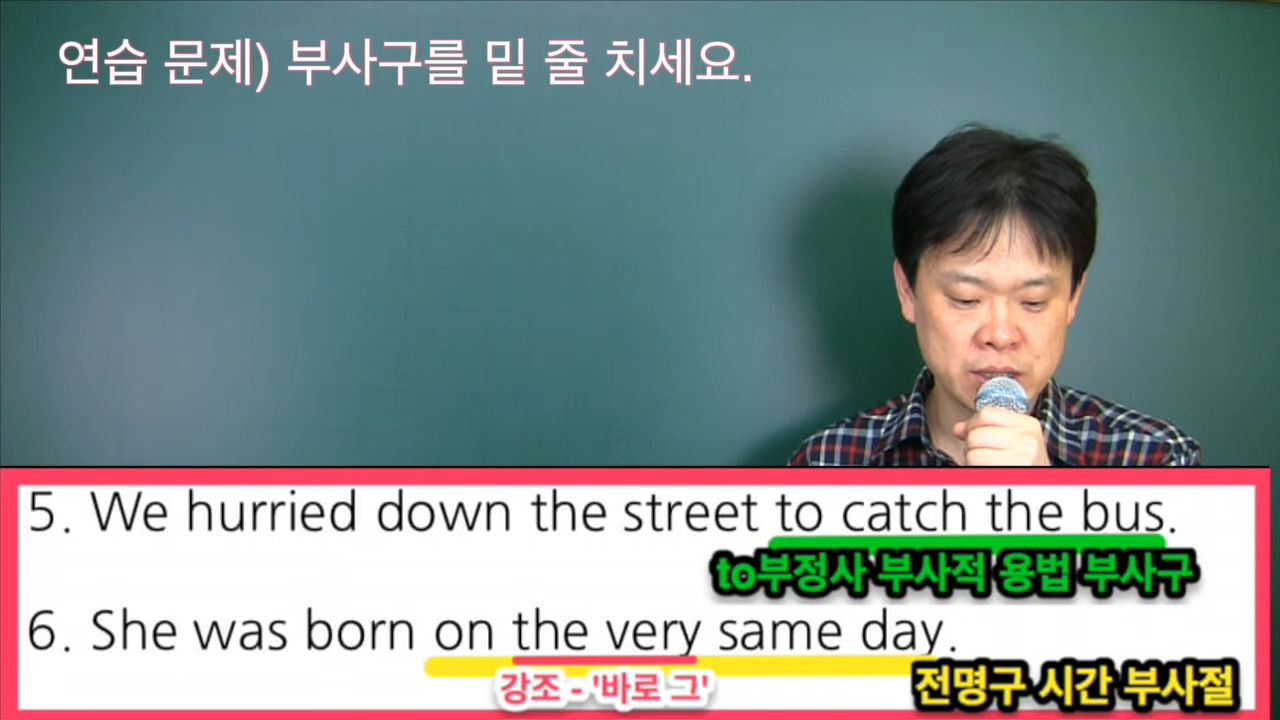 연습 문제) 부사구를 밑 줄 치세요.
5. We hurried down the street to catch the bus.
to부정사 부사적 용법 부사구
6. She was born on the very same day.
강조 - '바로 그'
전명구 시간 부사절